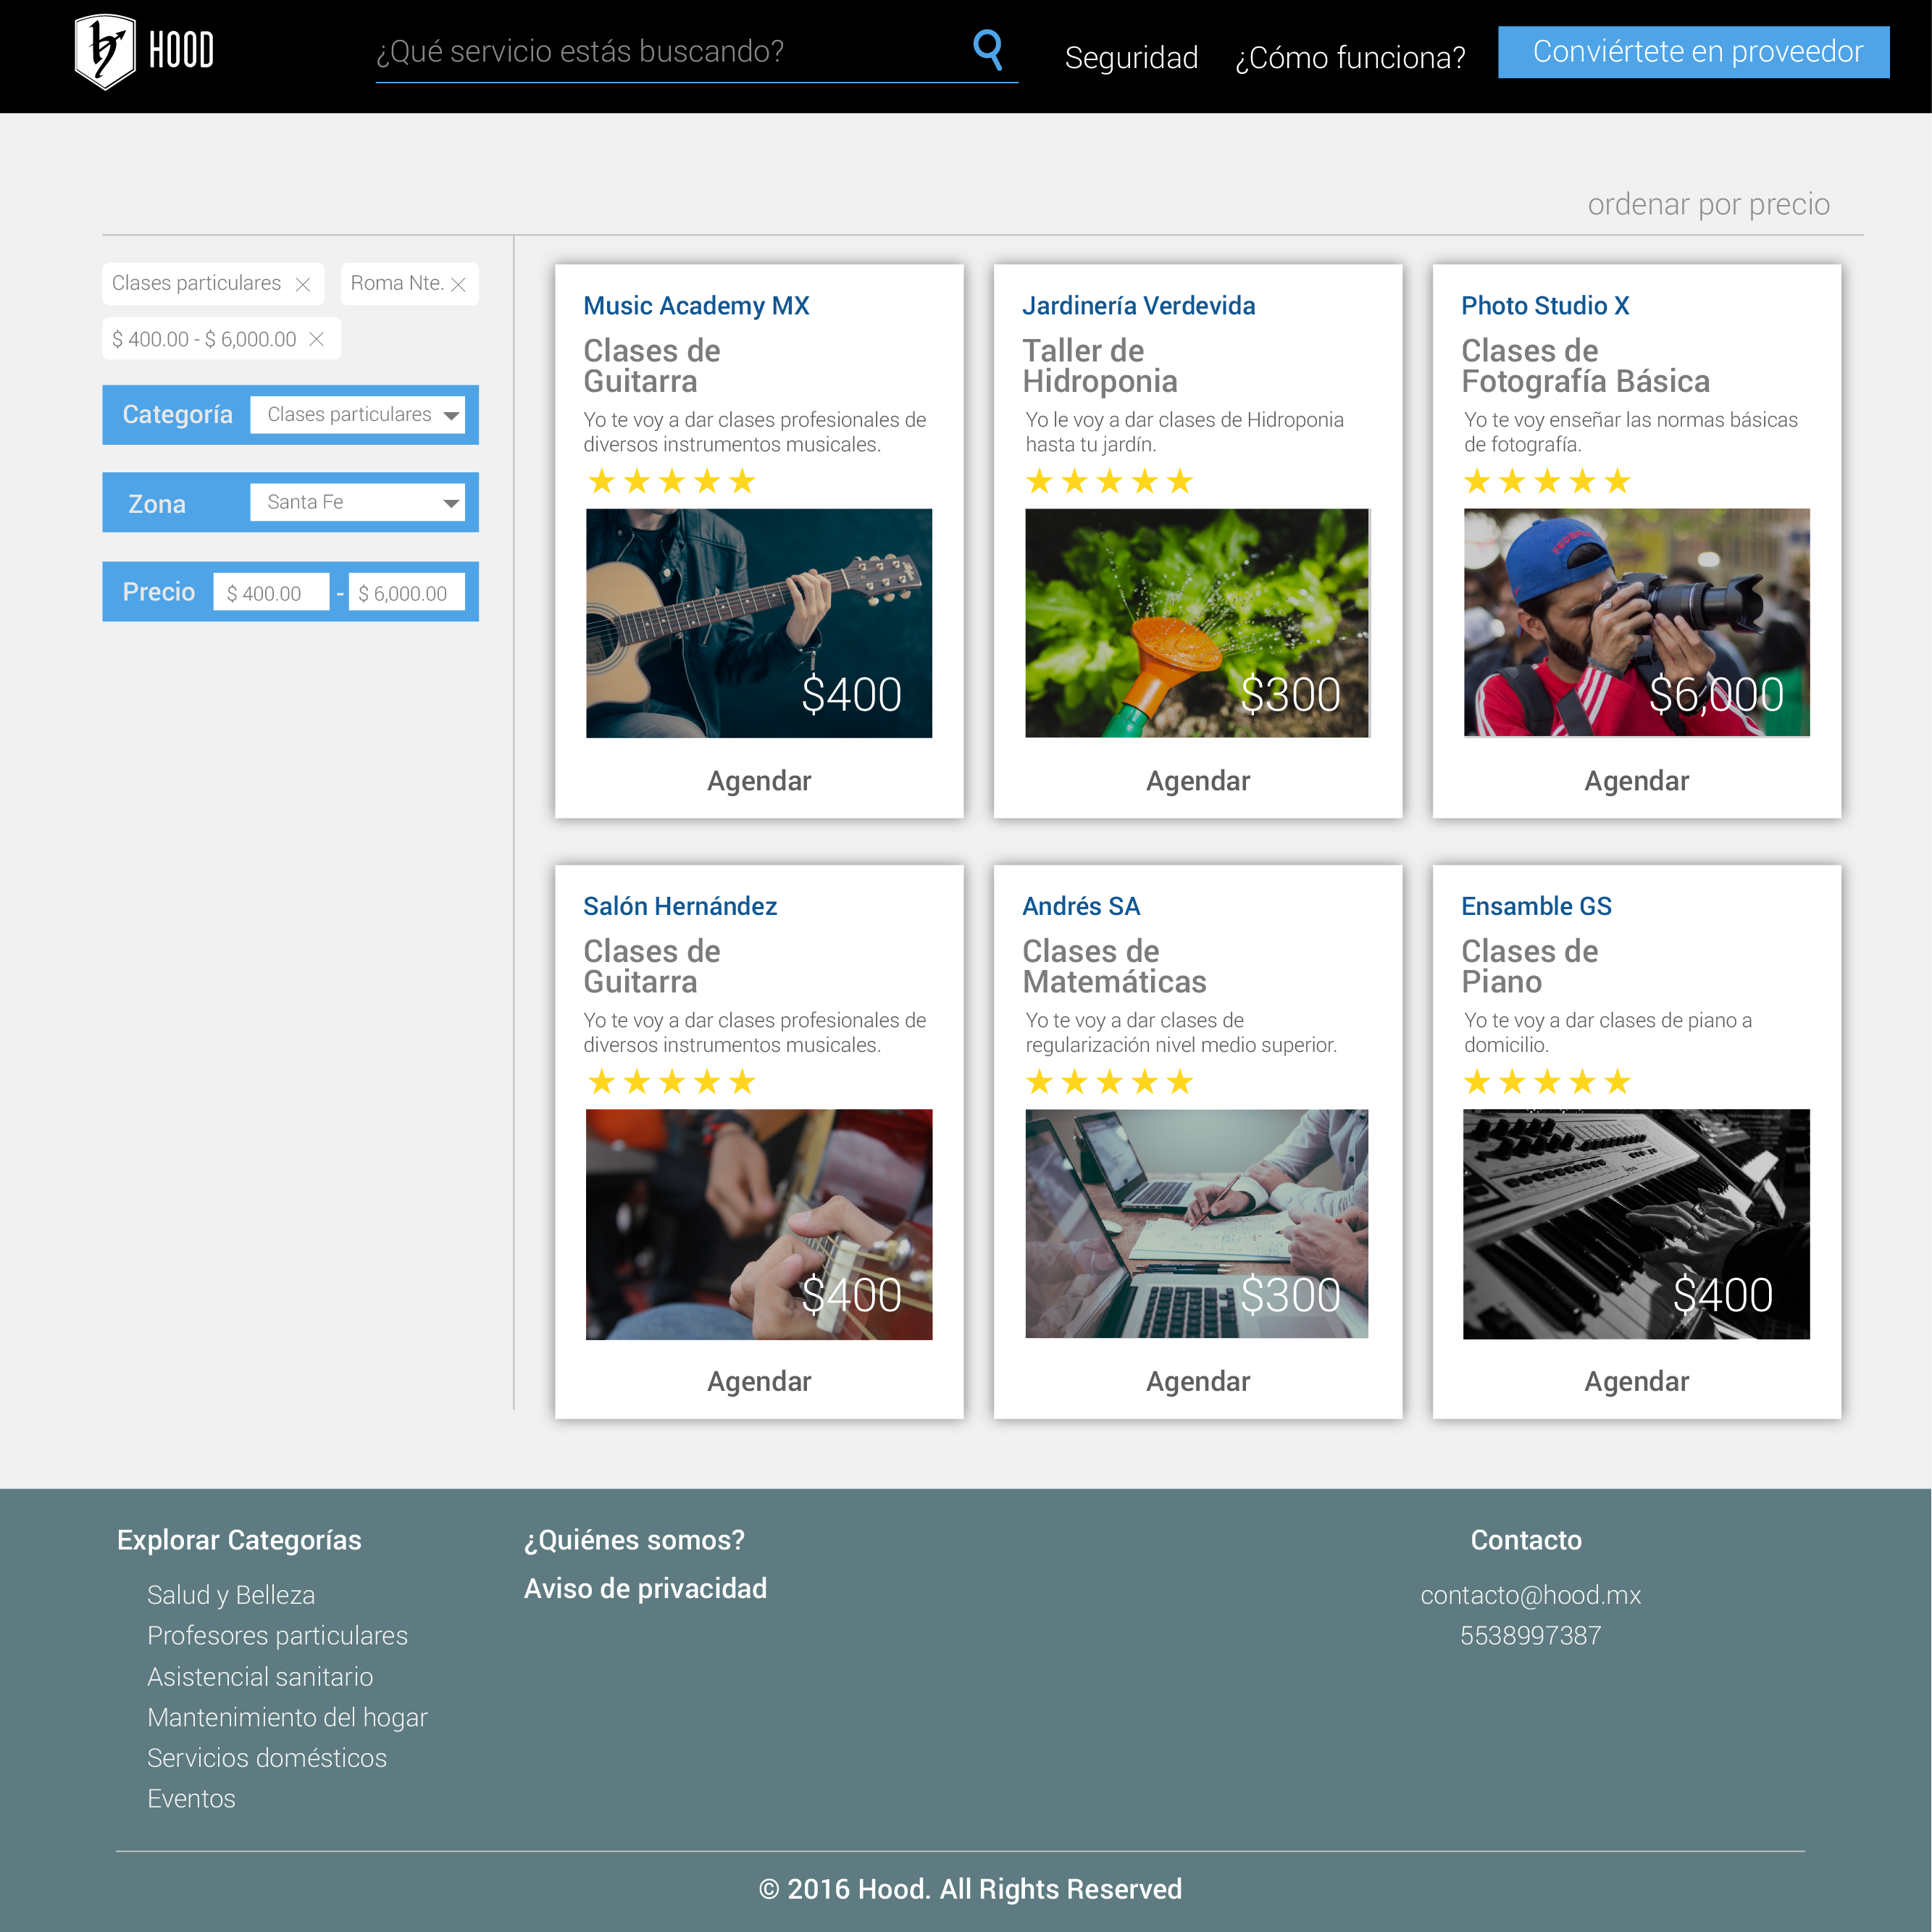 HOOD
¿Qué servicio estás buscando?
Seguridad
¿Cómo funciona?
Conviértete en proveedor
ordenar por precio
Clases particulares
Roma Nte.
$ 400.00 - $ 6,000.00
Categoría
Clases particulares
Zona
Santa Fe
Precio
$ 400.00
-
$ 6,000.00
Music Academy MX
Clases de
Guitarra
Yo te voy a dar clases profesionales de
diversos instrumentos musicales.
$400
Agendar
Jardinería Verdevida
Taller de
Hidroponia
Yo le voy a dar clases de Hidroponia
hasta tu jardín.
$300
Agendar
Photo Studio X
Clases de
Fotografía Básica
Yo te voy enseñar las normas básicas
de fotografía.
$6,000
Agendar
Salón Hernández
Clases de
Guitarra
Yo te voy a dar clases profesionales de
diversos instrumentos musicales.
$400
Agendar
Andrés SA
Clases de
Matemáticas
Yo te voy a dar clases de
regularización nivel medio superior.
$300
Agendar
Ensamble GS
Clases de
Piano
Yo te voy a dar clases de piano a
domicilio.
$400
Agendar
Explorar Categorías
Salud y Belleza
Profesores particulares
Asistencial sanitario
Mantenimiento del hogar
Servicios domésticos
Eventos
¿Quiénes somos?
Aviso de privacidad
Contacto
contacto@hood.mx
5538997387
© 2016 Hood. All Rights Reserved